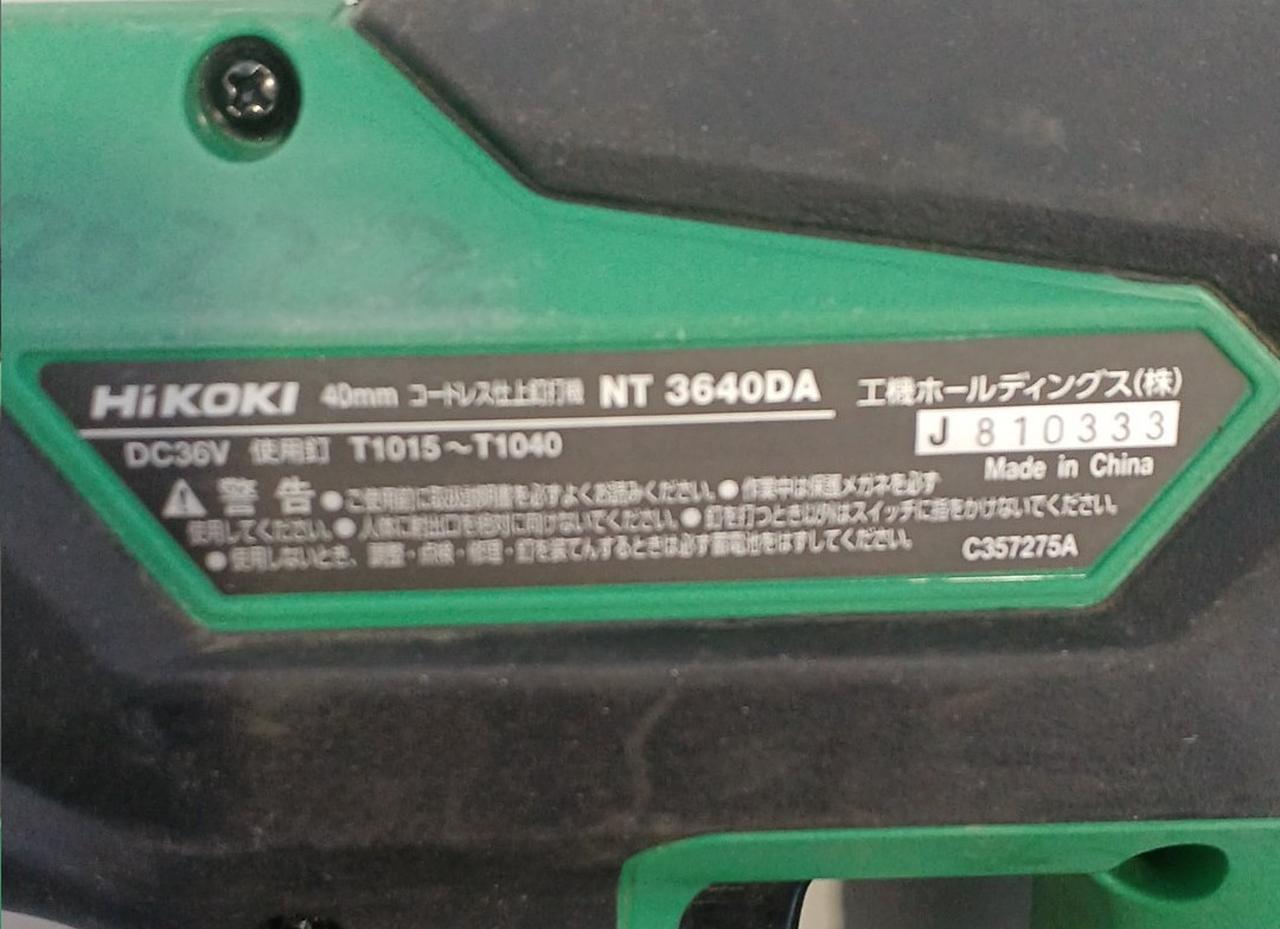 HiKOKI 40mm コードレス仕上釘打機 NT 3640DA 工機ホールディングス(株)
J 810333
DC36V 使用釘 T1015～T1040
Made in China
⚠警告 ●ご使用前に取扱説明書を必ずよくお読みください。●作業中は保護メガネを必ず
使用してください。●人体に射出口を絶対に向けないでください。●釘を打つとき以外はスイッチに指をかけないでください。
●使用しないとき、調整・点検・修理・釘を装てんするときは必ず蓄電池をはずしてください。
C357275A